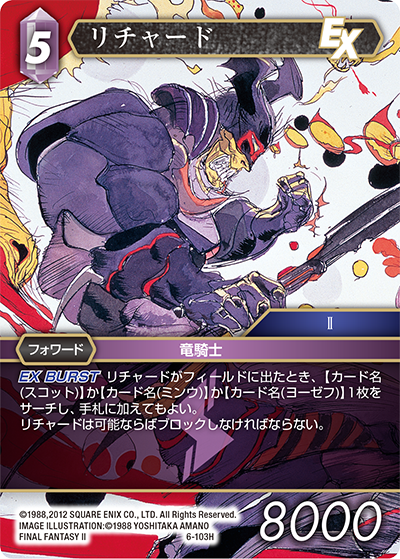 5
リチャード
EX
II
フォワード
竜騎士
EX BURST リチャードがフィールドに出たとき、【カード名
(スコット)】か【カード名(ミンウ)】か【カード名(ヨーゼフ)】1枚を
サーチし、手札に加えてもよい。
リチャードは可能ならばブロックしなければならない。
©1988,2012 SQUARE ENIX CO., LTD. All Rights Reserved.
IMAGE ILLUSTRATION:©1988 YOSHITAKA AMANO
FINAL FANTASY II
6-103H
8000